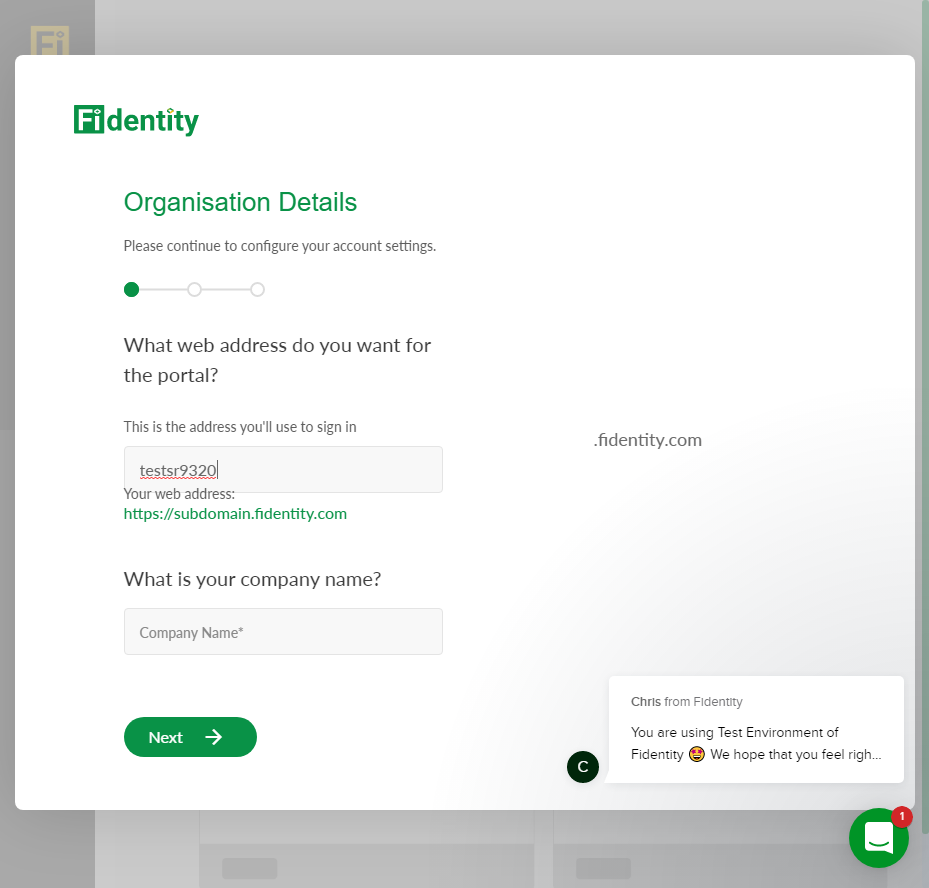 Fi
Fidentity
Organisation Details
Please continue to configure your account settings.
What web address do you want for
the portal?
This is the address you'll use to sign in
testsr9320
.fidentity.com
Your web address:
https://subdomain.fidentity.com
What is your company name?
Company Name*
Next
Chris from Fidentity
You are using Test Environment of
Fidentity 🤩 We hope that you feel righ...
C
1